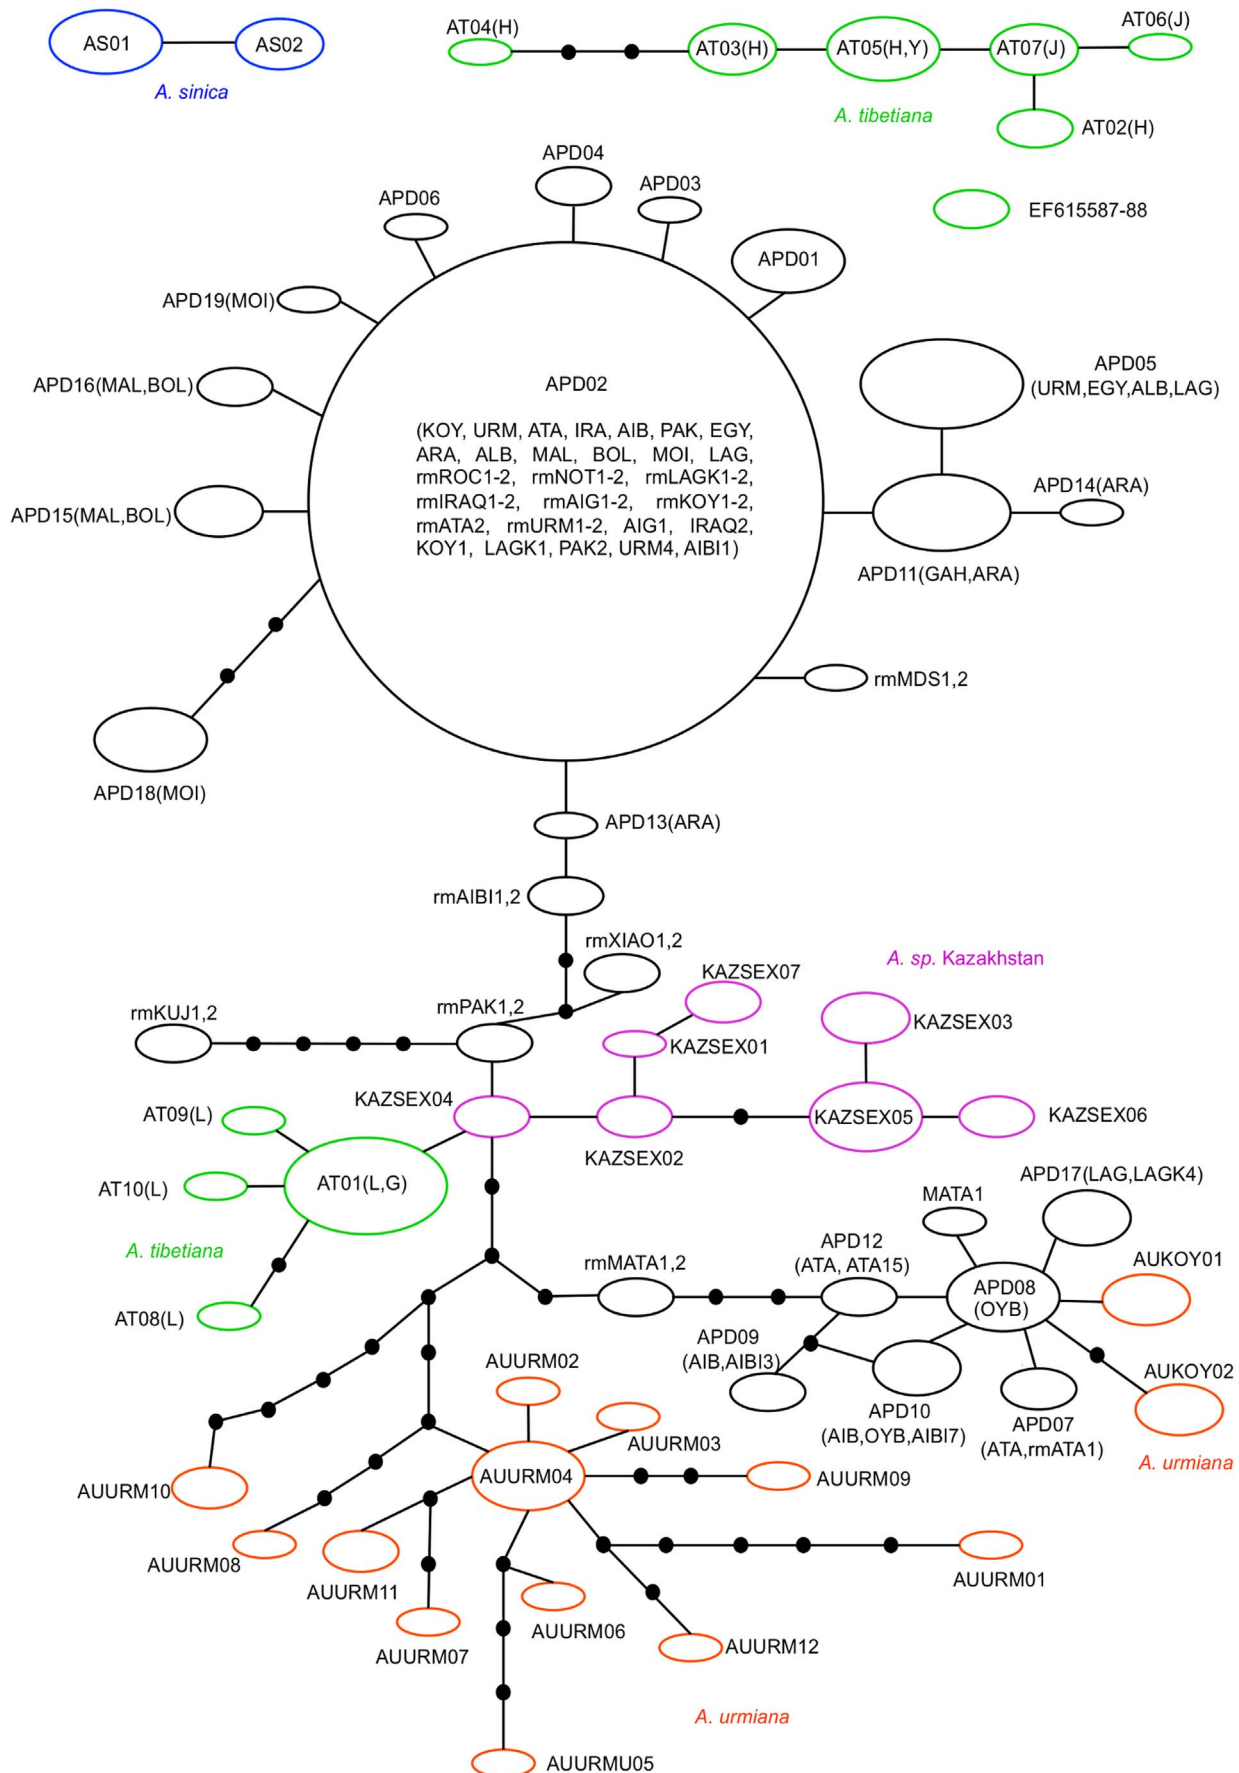 AS01
AS02
A. sinica
AT04(H)
AT03(H)
AT05(H,Y)
AT07(J)
AT06(J)
AT02(H)
A. tibetiana
EF615587-88
APD04
APD03
APD06
APD01
APD19(MOI)
APD16(MAL,BOL)
APD15(MAL,BOL)
APD02
(KOY, URM, ATA, IRA, AIB, PAK, EGY,
ARA, ALB, MAL, BOL, MOI, LAG,
rmROC1-2, rmNOT1-2, rmLAGK1-2,
rmIRAQ1-2, rmAIG1-2, rmKOY1-2,
rmATA2, rmURM1-2, AIG1, IRAQ2,
KOY1, LAGK1, PAK2, URM4, AIBI1)
APD05
(URM,EGY,ALB,LAG)
APD14(ARA)
APD11(GAH,ARA)
rmMDS1,2
APD18(MOI)
APD13(ARA)
rmAIBI1,2
rmXIAO1,2
rmPAK1,2
rmKUJ1,2
A. sp. Kazakhstan
KAZSEX07
KAZSEX01
KAZSEX03
KAZSEX04
KAZSEX02
KAZSEX05
KAZSEX06
AT09(L)
AT10(L)
AT01(L,G)
A. tibetiana
AT08(L)
APD17(LAG,LAGK4)
MATA1
rmMATA1,2
APD12
(ATA, ATA15)
APD08
(OYB)
AUKOY01
APD09
(AIB,AIBI3)
APD10
(AIB,OYB,AIBI7)
APD07
(ATA,rmATA1)
AUKOY02
A. urmiana
AUURM02
AUURM03
AUURM04
AUURM09
AUURM10
AUURM08
AUURM11
AUURM07
AUURM06
AUURM12
AUURM01
A. urmiana
AUURMU05